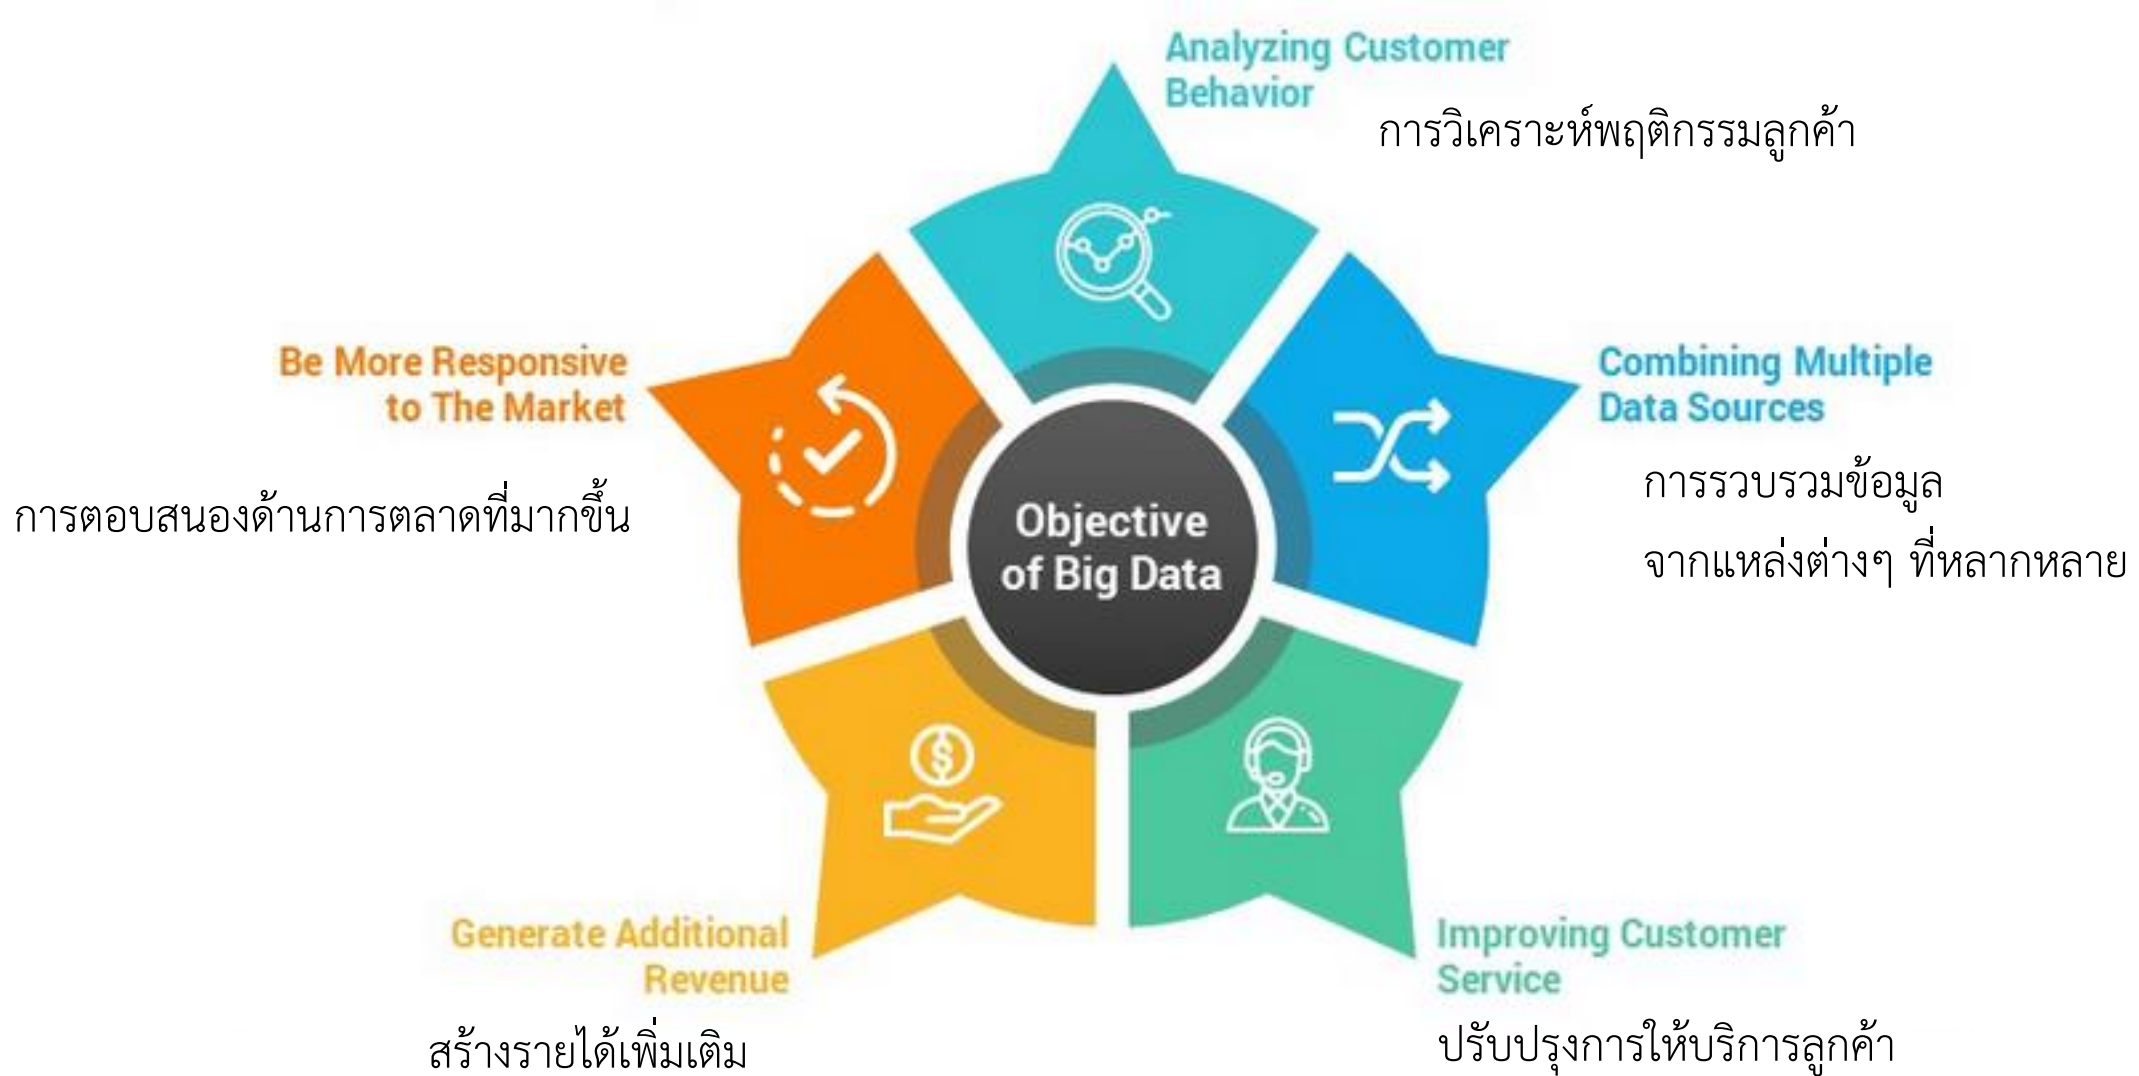 Analyzing Customer
Behavior
การวิเคราะห์พฤติกรรมลูกค้า
Combining Multiple
Data Sources
การรวบรวมข้อมูล
จากแหล่งต่างๆ ที่หลากหลาย
Be More Responsive
to The Market
การตอบสนองด้านการตลาดที่มากขึ้น
Objective
of Big Data
Generate Additional
Revenue
สร้างรายได้เพิ่มเติม
Improving Customer
Service
ปรับปรุงการให้บริการลูกค้า